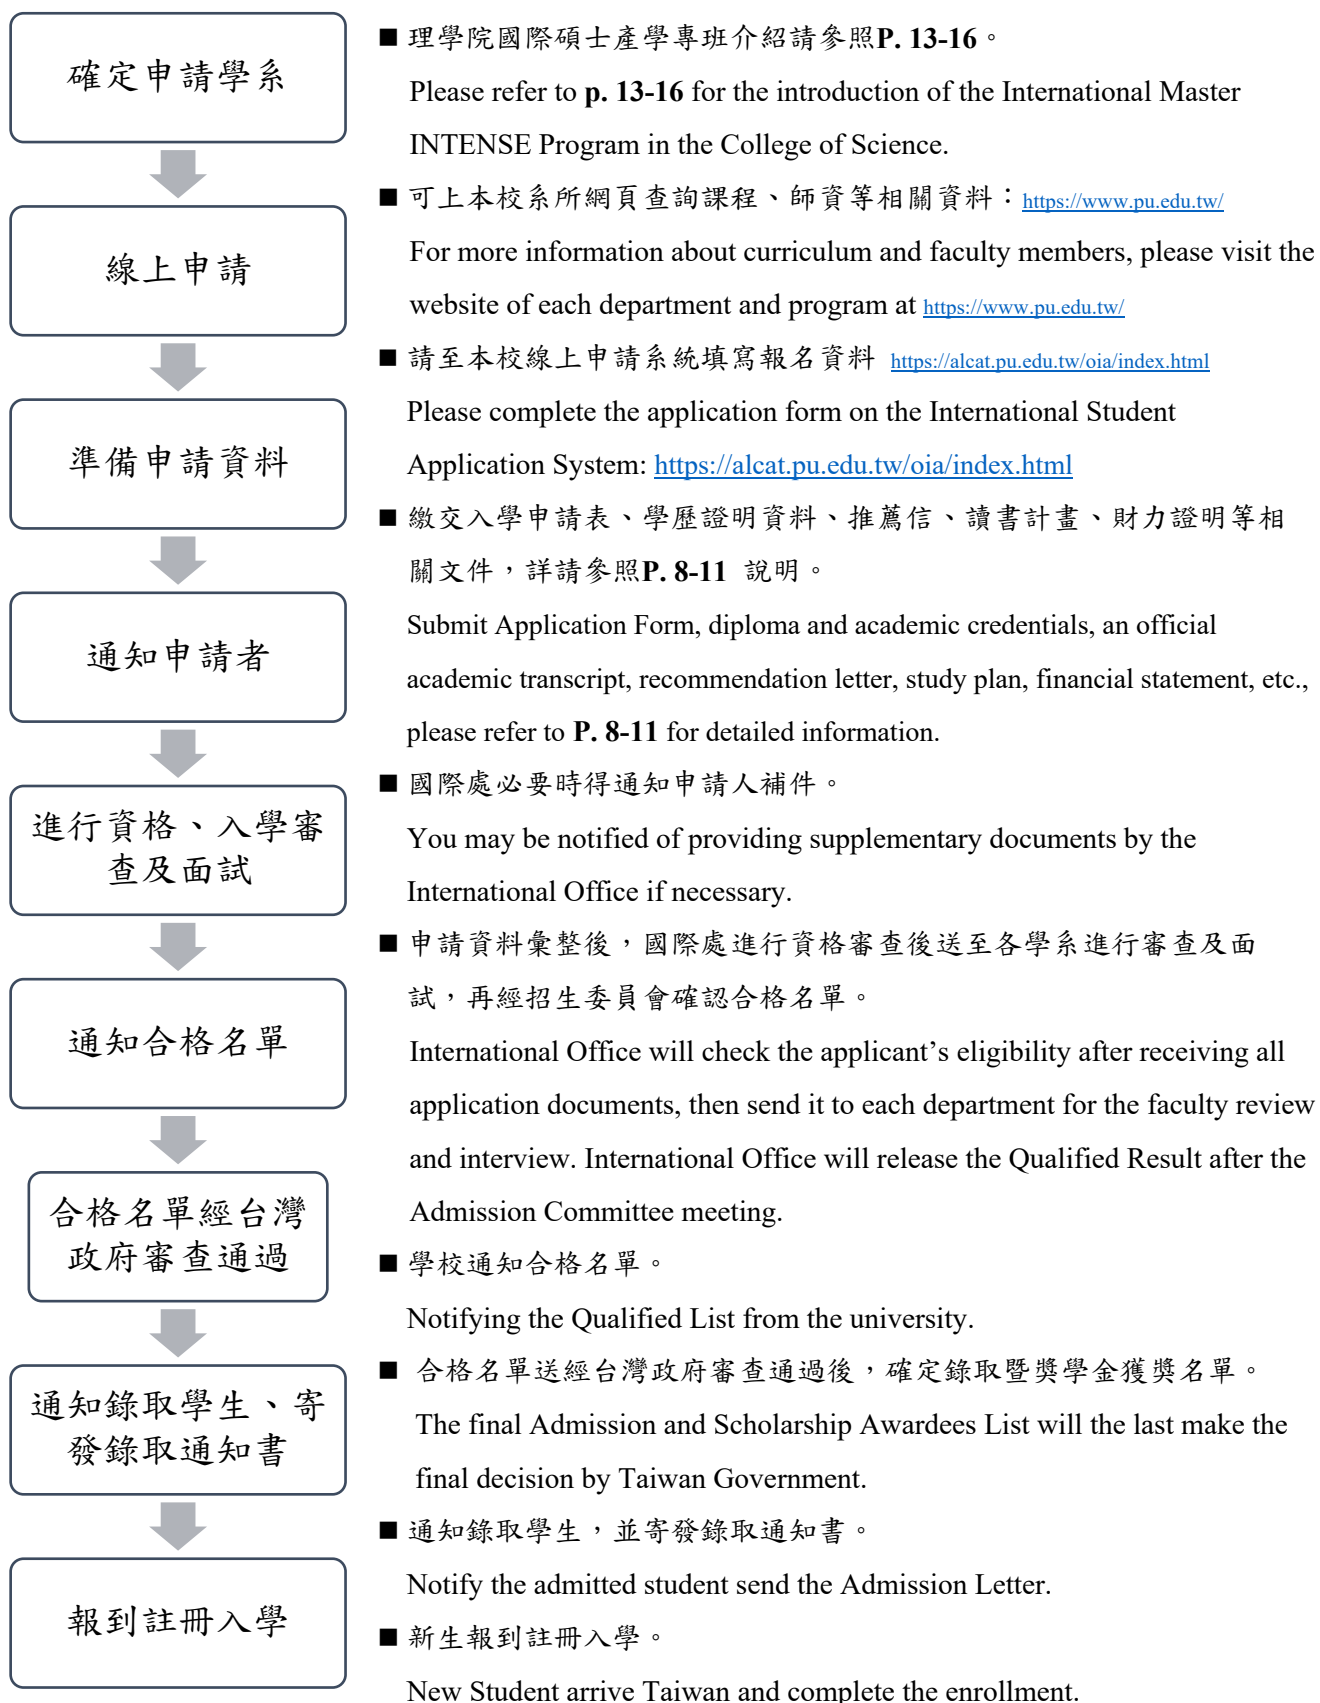 確定申請學系
線上申請
準備申請資料
通知申請者
進行資格、入學審
查及面試
通知合格名單
合格名單經台灣
政府審查通過
通知錄取學生、寄
發錄取通知書
報到註冊入學
■ 理學院國際碩士產學專班介紹請參照P. 13-16。
Please refer to p. 13-16 for the introduction of the International Master
INTENSE Program in the College of Science.
■ 可上本校系所網頁查詢課程、師資等相關資料：https://www.pu.edu.tw/
For more information about curriculum and faculty members, please visit the
website of each department and program at https://www.pu.edu.tw/
■ 請至本校線上申請系統填寫報名資料 https://alcat.pu.edu.tw/oia/index.html
Please complete the application form on the International Student
Application System: https://alcat.pu.edu.tw/oia/index.html
■ 繳交入學申請表、學歷證明資料、推薦信、讀書計畫、財力證明等相
關文件，詳請參照P. 8-11 說明。
Submit Application Form, diploma and academic credentials, an official
academic transcript, recommendation letter, study plan, financial statement, etc.,
please refer to P. 8-11 for detailed information.
■ 國際處必要時得通知申請人補件。
You may be notified of providing supplementary documents by the
International Office if necessary.
■ 申請資料彙整後，國際處進行資格審查後送至各學系進行審查及面
試，再經招生委員會確認合格名單。
International Office will check the applicant’s eligibility after receiving all
application documents, then send it to each department for the faculty review
and interview. International Office will release the Qualified Result after the
Admission Committee meeting.
■ 學校通知合格名單。
Notifying the Qualified List from the university.
■ 合格名單送經台灣政府審查通過後，確定錄取暨獎學金獲獎名單。
The final Admission and Scholarship Awardees List will the last make the
final decision by Taiwan Government.
■ 通知錄取學生，並寄發錄取通知書。
Notify the admitted student send the Admission Letter.
■ 新生報到註冊入學。
New Student arrive Taiwan and complete the enrollment.